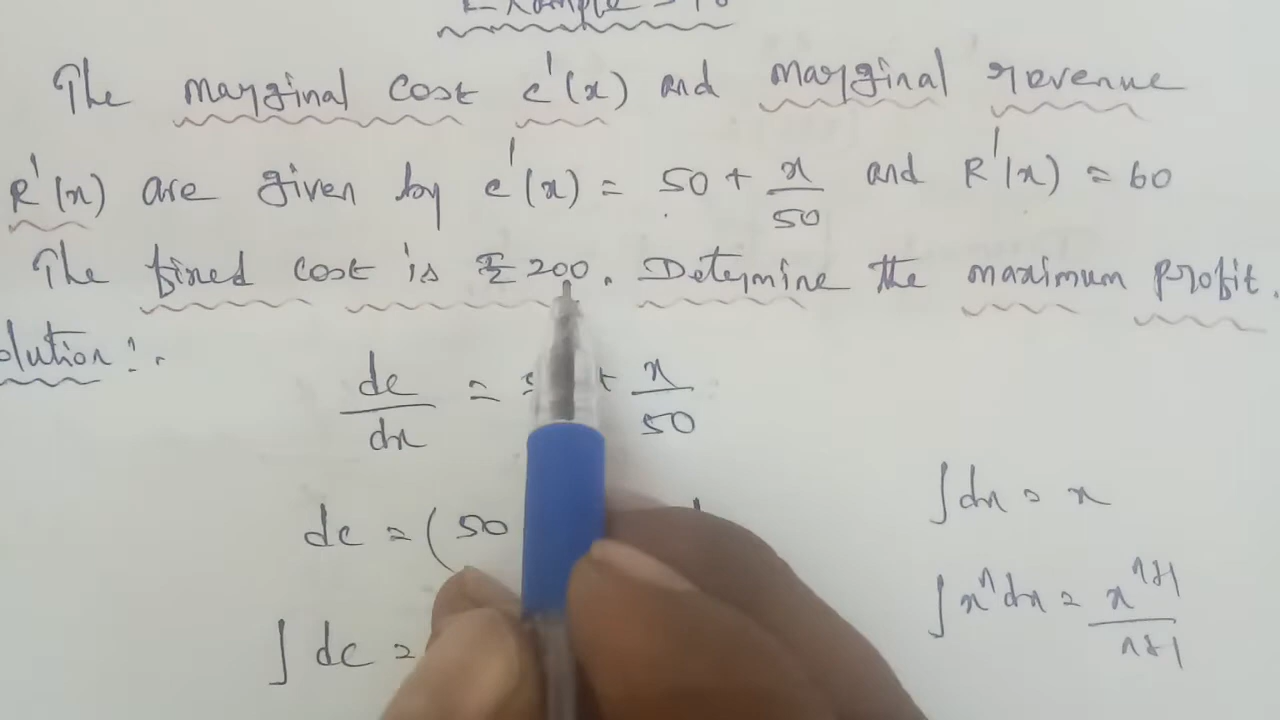 The marginal cost c'(x) and marginal revenue
R'(x) are given by c'(x) = 50 + x/50 and R'(x) = 60
The fixed cost is ₹ 200. Determine the maximum profit.
olution:.
dc/dx = + x/50
dc = (50
∫ dx = x
∫ x^n dx = x^(n+1)/(n+1)
∫ dc =